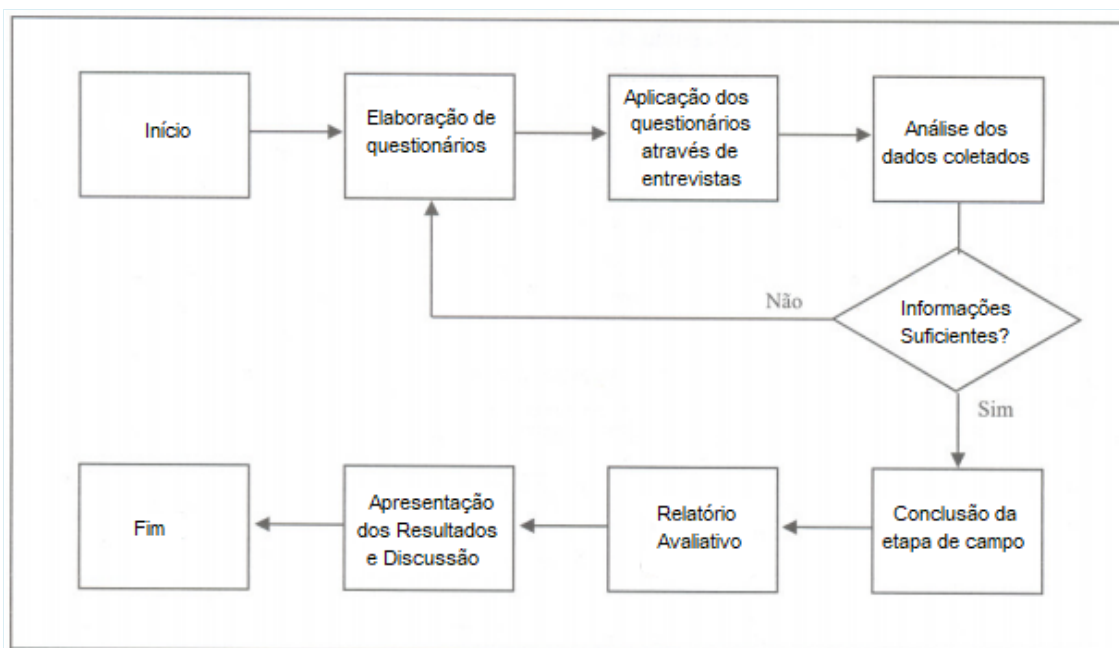 Início
Elaboração de
questionários
Aplicação dos
questionários
através de
entrevistas
Análise dos
dados coletados
Informações
Suficientes?
Não
Sim
Conclusão da
etapa de campo
Relatório
Avaliativo
Apresentação
dos Resultados
e Discussão
Fim